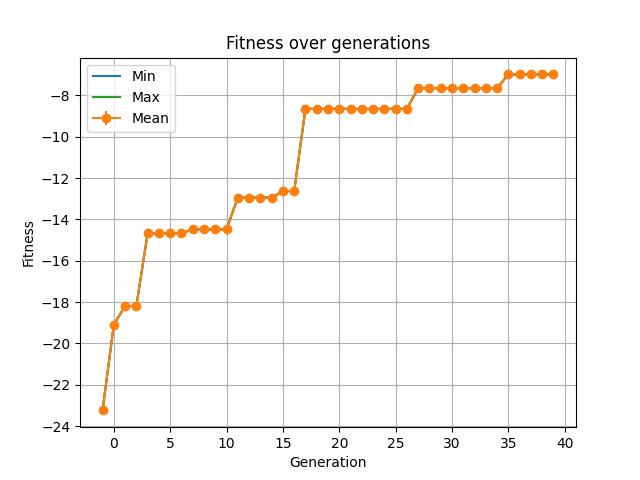 Fitness over generations
Min
Max
Mean
−8
−10
−12
−14
−16
−18
−20
−22
−24
Fitness
0 5 10 15 20 25 30 35 40
Generation